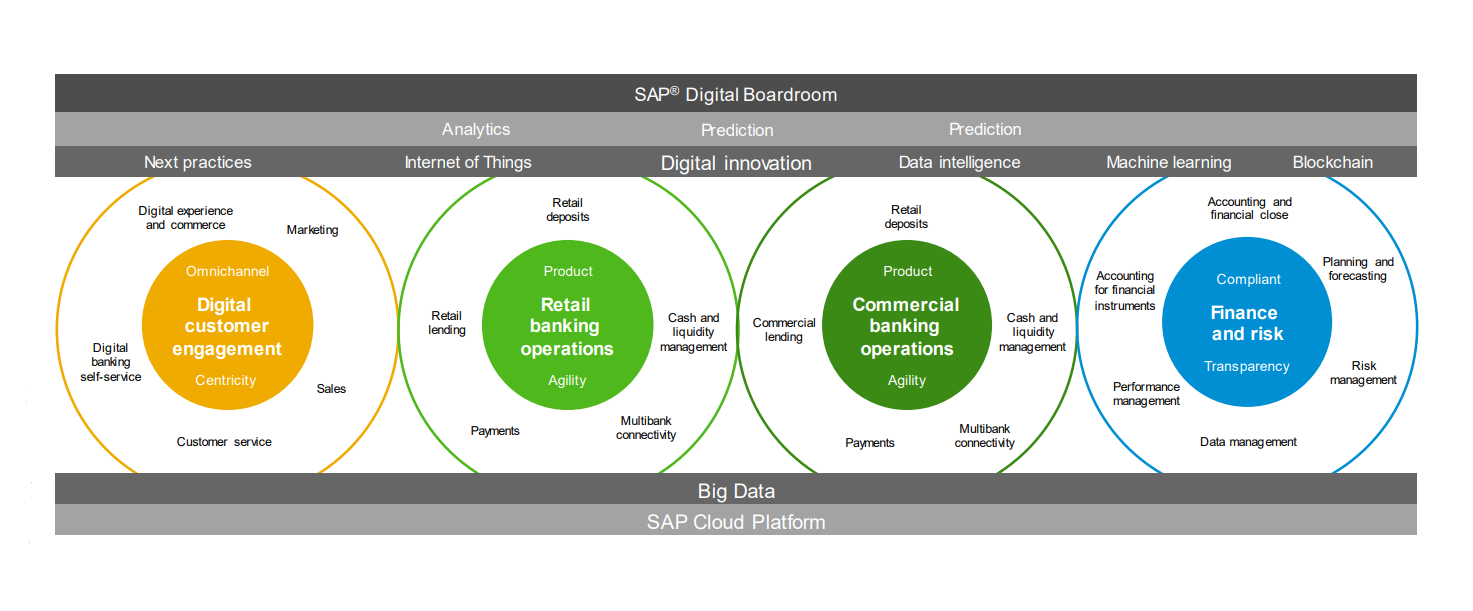 SAP® Digital Boardroom
Analytics
Prediction
Prediction
Next practices
Internet of Things
Digital innovation
Data intelligence
Machine learning
Blockchain
Digital experience
and commerce
Marketing
Omnichannel
Digital
customer
engagement
Centricity
Digital
banking
self-service
Sales
Customer service
Retail
deposits
Product
Retail
banking
operations
Agility
Retail
lending
Cash and
liquidity
management
Payments
Multibank
connectivity
Retail
deposits
Product
Commercial
banking
operations
Agility
Commercial
lending
Cash and
liquidity
management
Payments
Multibank
connectivity
Accounting and
financial close
Planning and
forecasting
Accounting
for financial
instruments
Compliant
Finance
and risk
Transparency
Risk
management
Performance
management
Data management
Big Data
SAP Cloud Platform